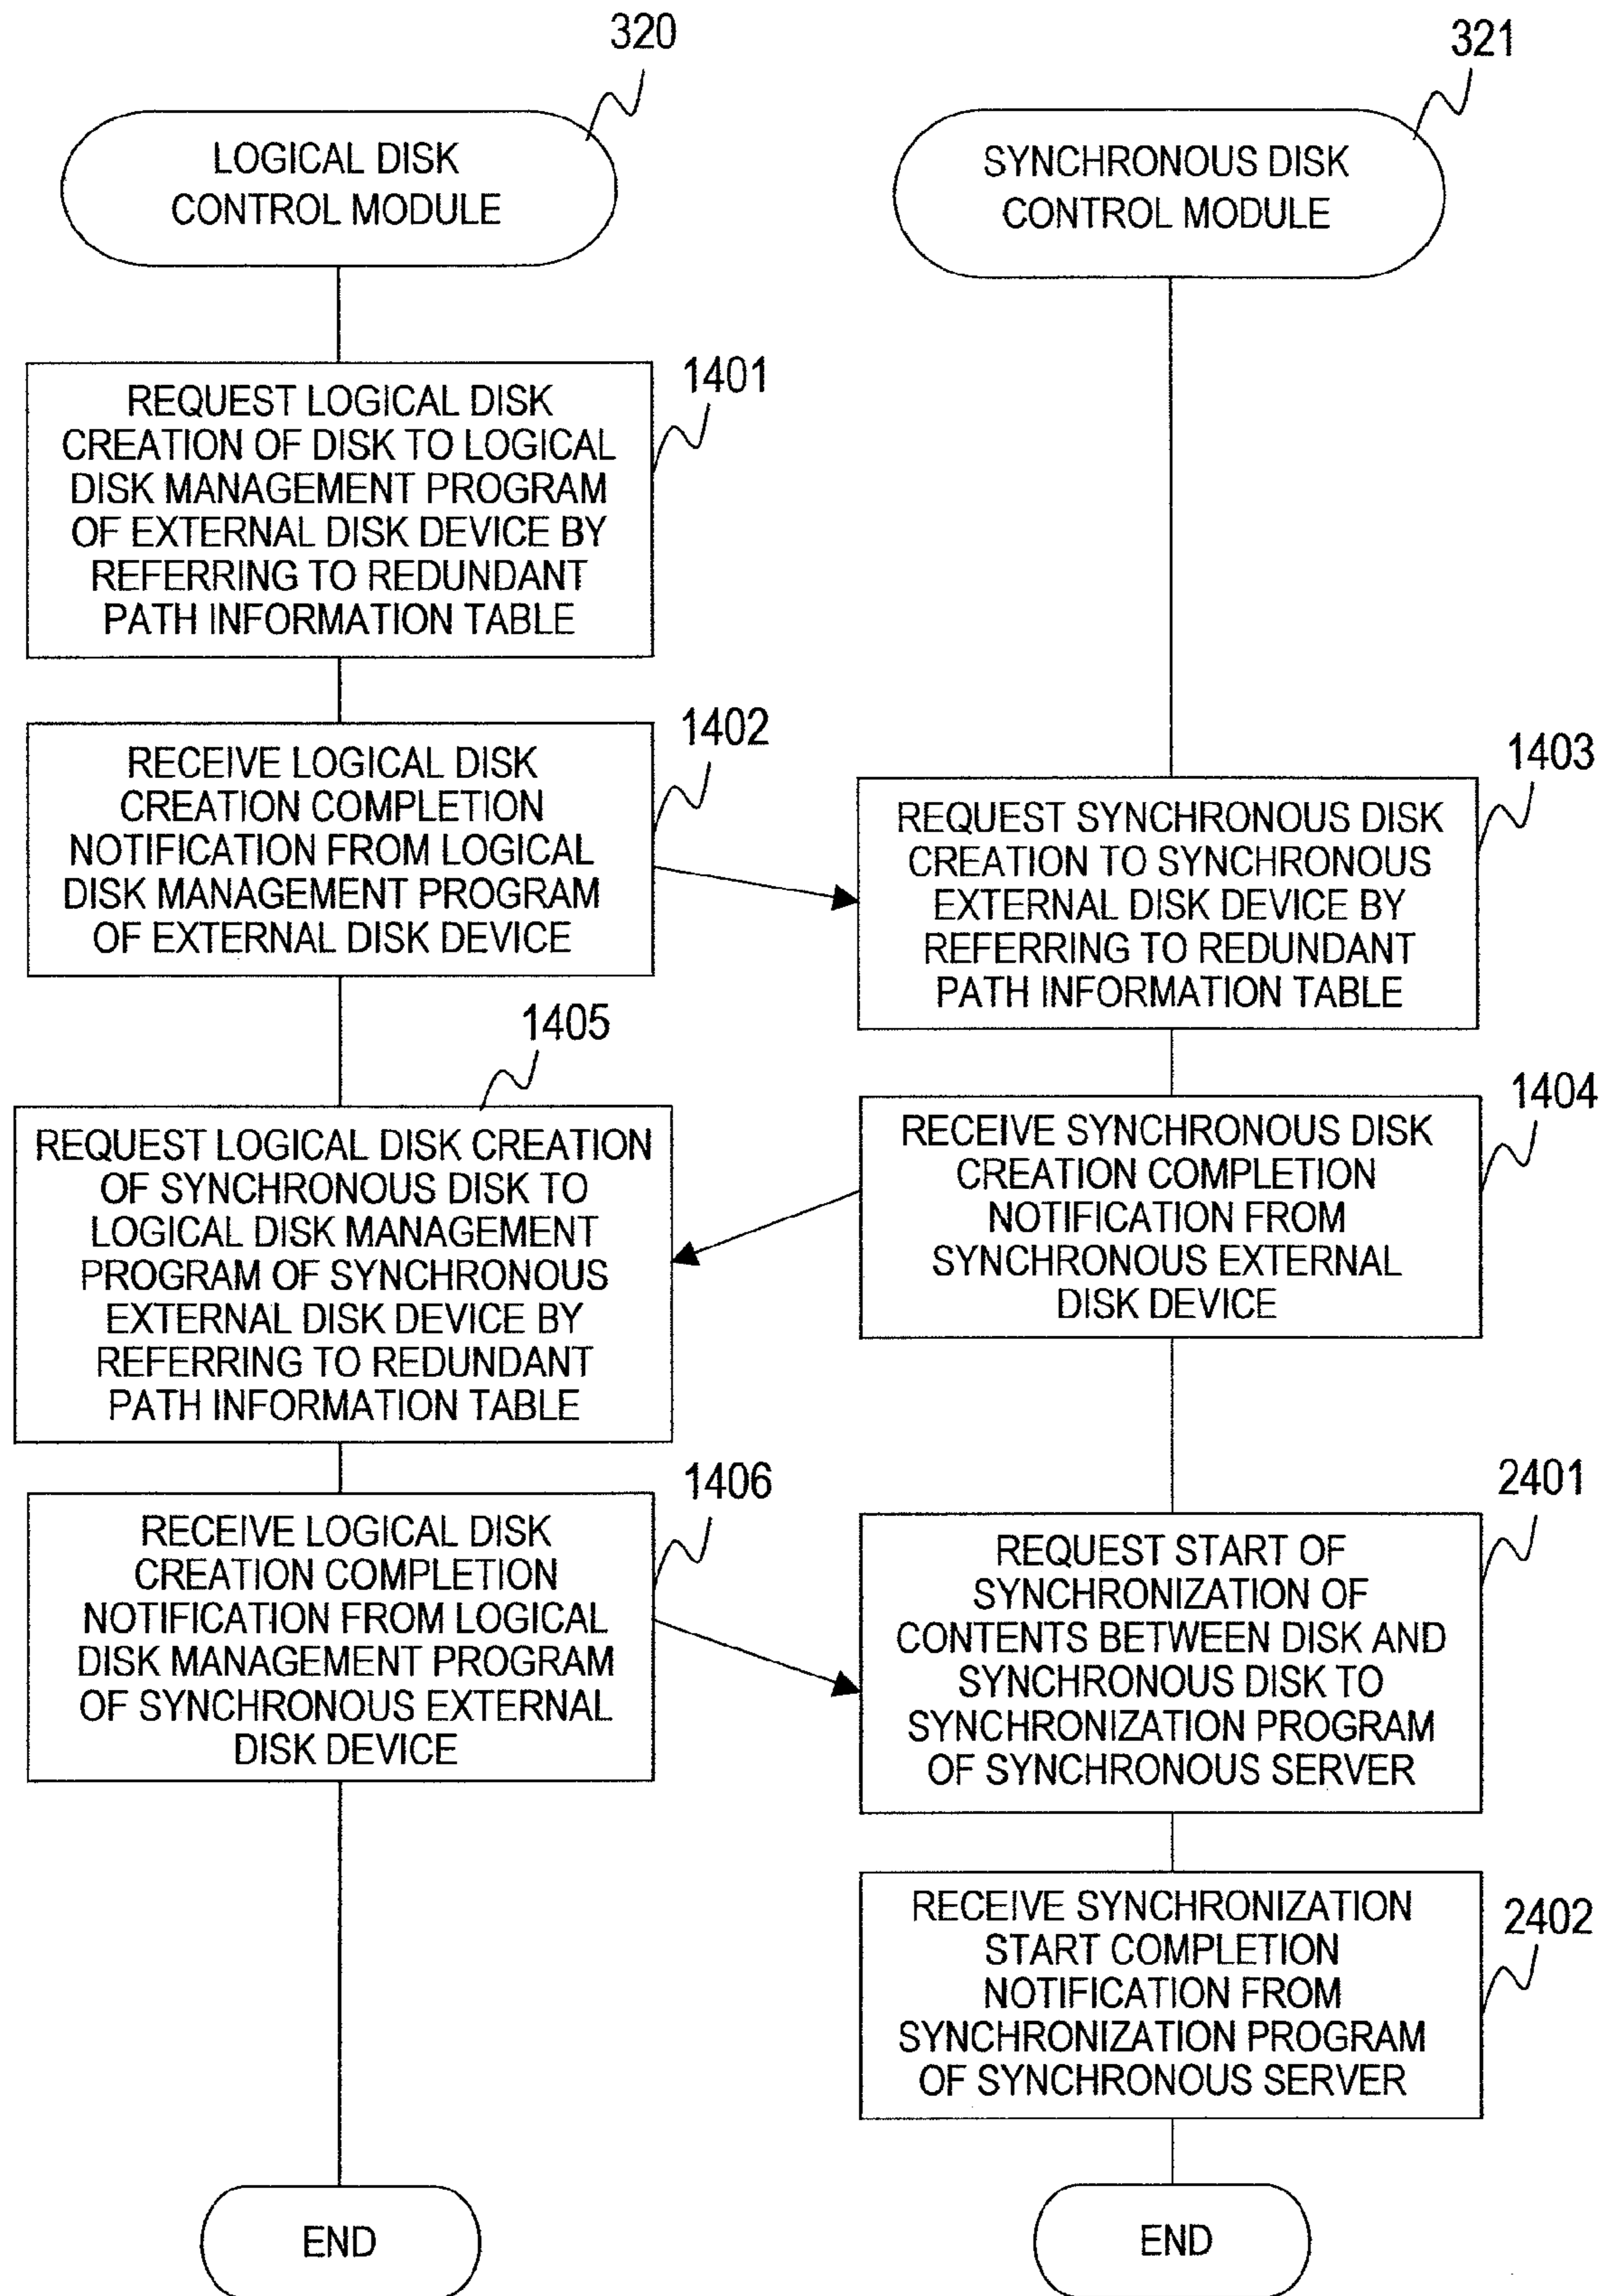 320
LOGICAL DISK
CONTROL MODULE
321
SYNCHRONOUS DISK
CONTROL MODULE
1401
REQUEST LOGICAL DISK
CREATION OF DISK TO LOGICAL
DISK MANAGEMENT PROGRAM
OF EXTERNAL DISK DEVICE BY
REFERRING TO REDUNDANT
PATH INFORMATION TABLE
1402
RECEIVE LOGICAL DISK
CREATION COMPLETION
NOTIFICATION FROM LOGICAL
DISK MANAGEMENT PROGRAM
OF EXTERNAL DISK DEVICE
1403
REQUEST SYNCHRONOUS DISK
CREATION TO SYNCHRONOUS
EXTERNAL DISK DEVICE BY
REFERRING TO REDUNDANT
PATH INFORMATION TABLE
1404
RECEIVE SYNCHRONOUS DISK
CREATION COMPLETION
NOTIFICATION FROM
SYNCHRONOUS EXTERNAL
DISK DEVICE
1405
REQUEST LOGICAL DISK CREATION
OF SYNCHRONOUS DISK TO
LOGICAL DISK MANAGEMENT
PROGRAM OF SYNCHRONOUS
EXTERNAL DISK DEVICE BY
REFERRING TO REDUNDANT
PATH INFORMATION TABLE
1406
RECEIVE LOGICAL DISK
CREATION COMPLETION
NOTIFICATION FROM LOGICAL
DISK MANAGEMENT PROGRAM
OF SYNCHRONOUS EXTERNAL
DISK DEVICE
2401
REQUEST START OF
SYNCHRONIZATION OF
CONTENTS BETWEEN DISK AND
SYNCHRONOUS DISK TO
SYNCHRONIZATION PROGRAM
OF SYNCHRONOUS SERVER
2402
RECEIVE SYNCHRONIZATION
START COMPLETION
NOTIFICATION FROM
SYNCHRONIZATION PROGRAM
OF SYNCHRONOUS SERVER
END
END